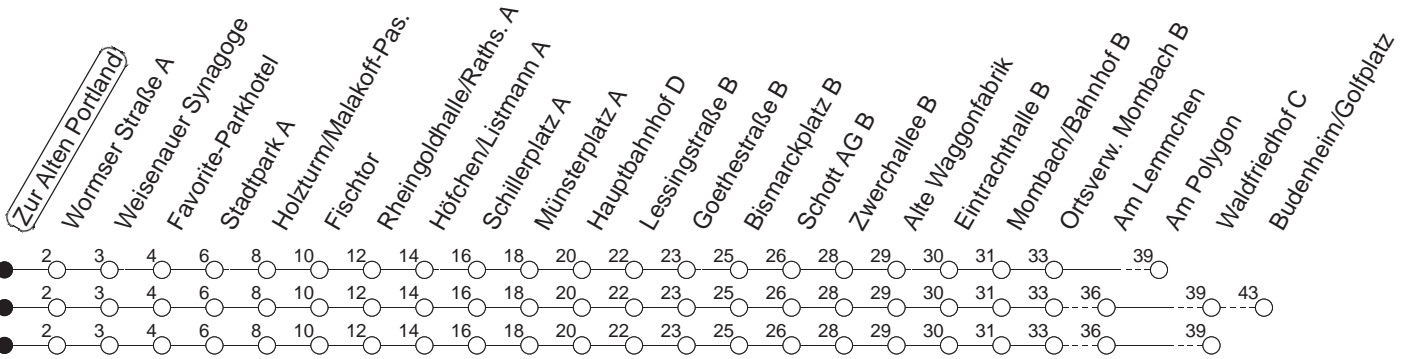 Zur Alten Portland
Wormser Straße A
Weisenauer Synagoge
Favorite-Parkhotel
Stadtpark A
Holzturm/Malakoff-Pas.
Fischtor
Rheingoldhalle/Raths. A
Höfchen/Listmann A
Schillerplatz A
Münsterplatz A
Hauptbahnhof D
Lessingstraße B
Goethestraße B
Bismarckplatz B
Schott AG B
Zwerchallee B
Alte Waggonfabrik
Eintrachthalle B
Mombach/Bahnhof B
Ortsverw. Mombach B
Am Lemmchen
Am Polygon
Waldfriedhof C
Budenheim/Golfplatz
2 3 4 6 8 10 12 14 16 18 20 22 23 25 26 28 29 30 31 33 39
2 3 4 6 8 10 12 14 16 18 20 22 23 25 26 28 29 30 31 33 36 39 43
2 3 4 6 8 10 12 14 16 18 20 22 23 25 26 28 29 30 31 33 36 39